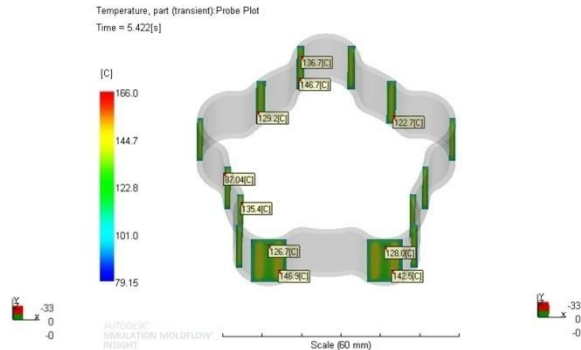 Temperature, part (transient):Probe Plot
Time = 5.422[s]
[C]
166.0
144.7
122.8
101.0
79.15
136.7[C]
146.7[C]
129.2[C]
122.7[C]
87.04[C]
135.4[C]
126.7[C]
128.0[C]
146.9[C]
142.5[C]
Y
X
-33
0
-0
Y
X
-33
0
-0
AUTODESK
SIMULATION MOLDFLOW
INSIGHT
Scale (60 mm)